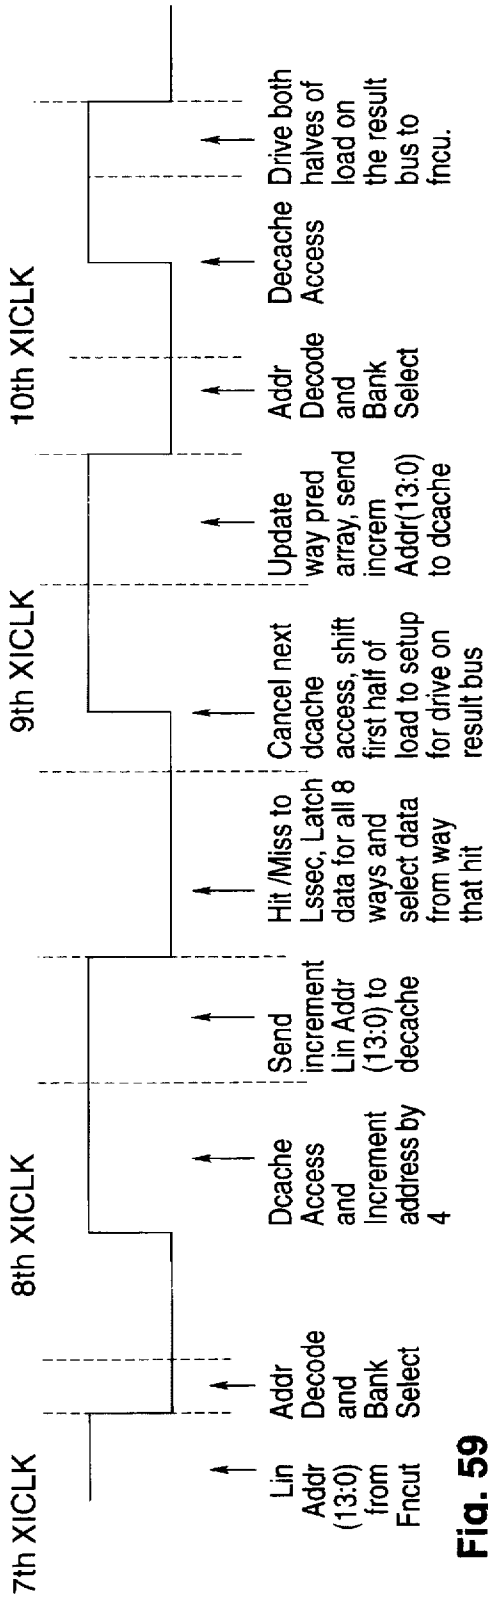 7th XICLK
8th XICLK
9th XICLK
10th XICLK
Lin
Addr
(13:0)
from
Fncut
Addr
Decode
and
Bank
Select
Dcache
Access
and
Increment
address by
4
Send
increment
Lin Addr
(13:0) to
decache
Hit /Miss to
Lssec, Latch
data for all 8
ways and
select data
from way
that hit
Cancel next
dcache
access, shift
first half of
load to setup
for drive on
result bus
Update
way pred
array, send
increm
Addr(13:0)
to dcache
Addr
Decode
and
Bank
Select
Decache
Access
Drive both
halves of
load on
the result
bus to
fncu.
Fig. 59